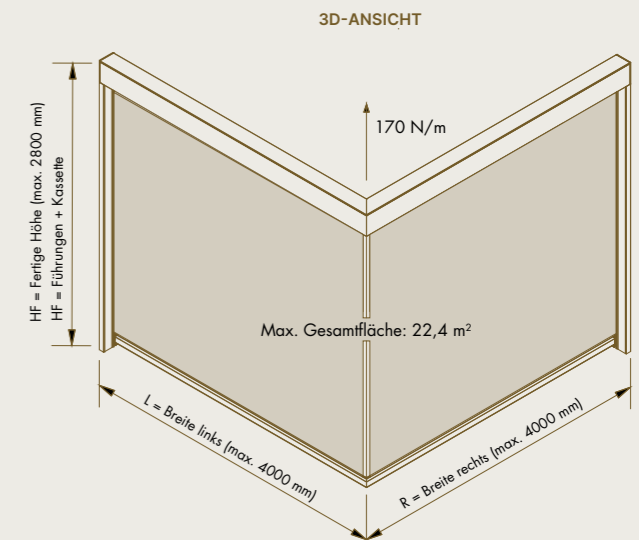 3D-ANSICHT
170 N/m
HF = Fertige Höhe (max. 2800 mm)
HF = Führungen + Kassette
Max. Gesamtfläche: 22,4 m²
L = Breite links (max. 4000 mm)
R = Breite rechts (max. 4000 mm)